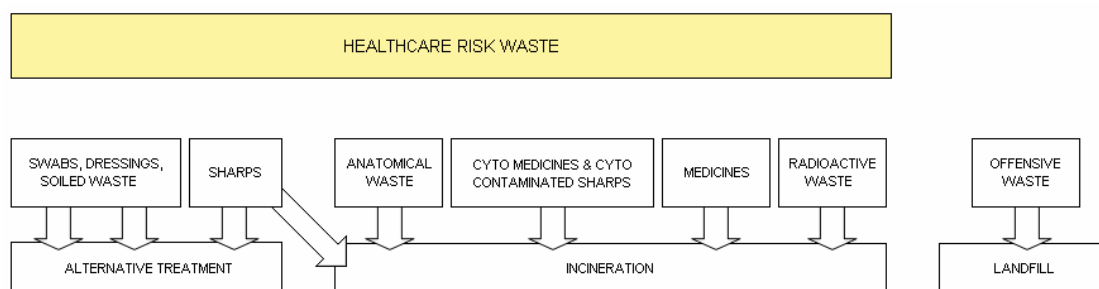 HEALTHCARE RISK WASTE
SWABS, DRESSINGS,
SOILED WASTE
SHARPS
ANATOMICAL
WASTE
CYTO MEDICINES & CYTO
CONTAMINATED SHARPS
MEDICINES
RADIOACTIVE
WASTE
OFFENSIVE
WASTE
ALTERNATIVE TREATMENT
INCINERATION
LANDFILL